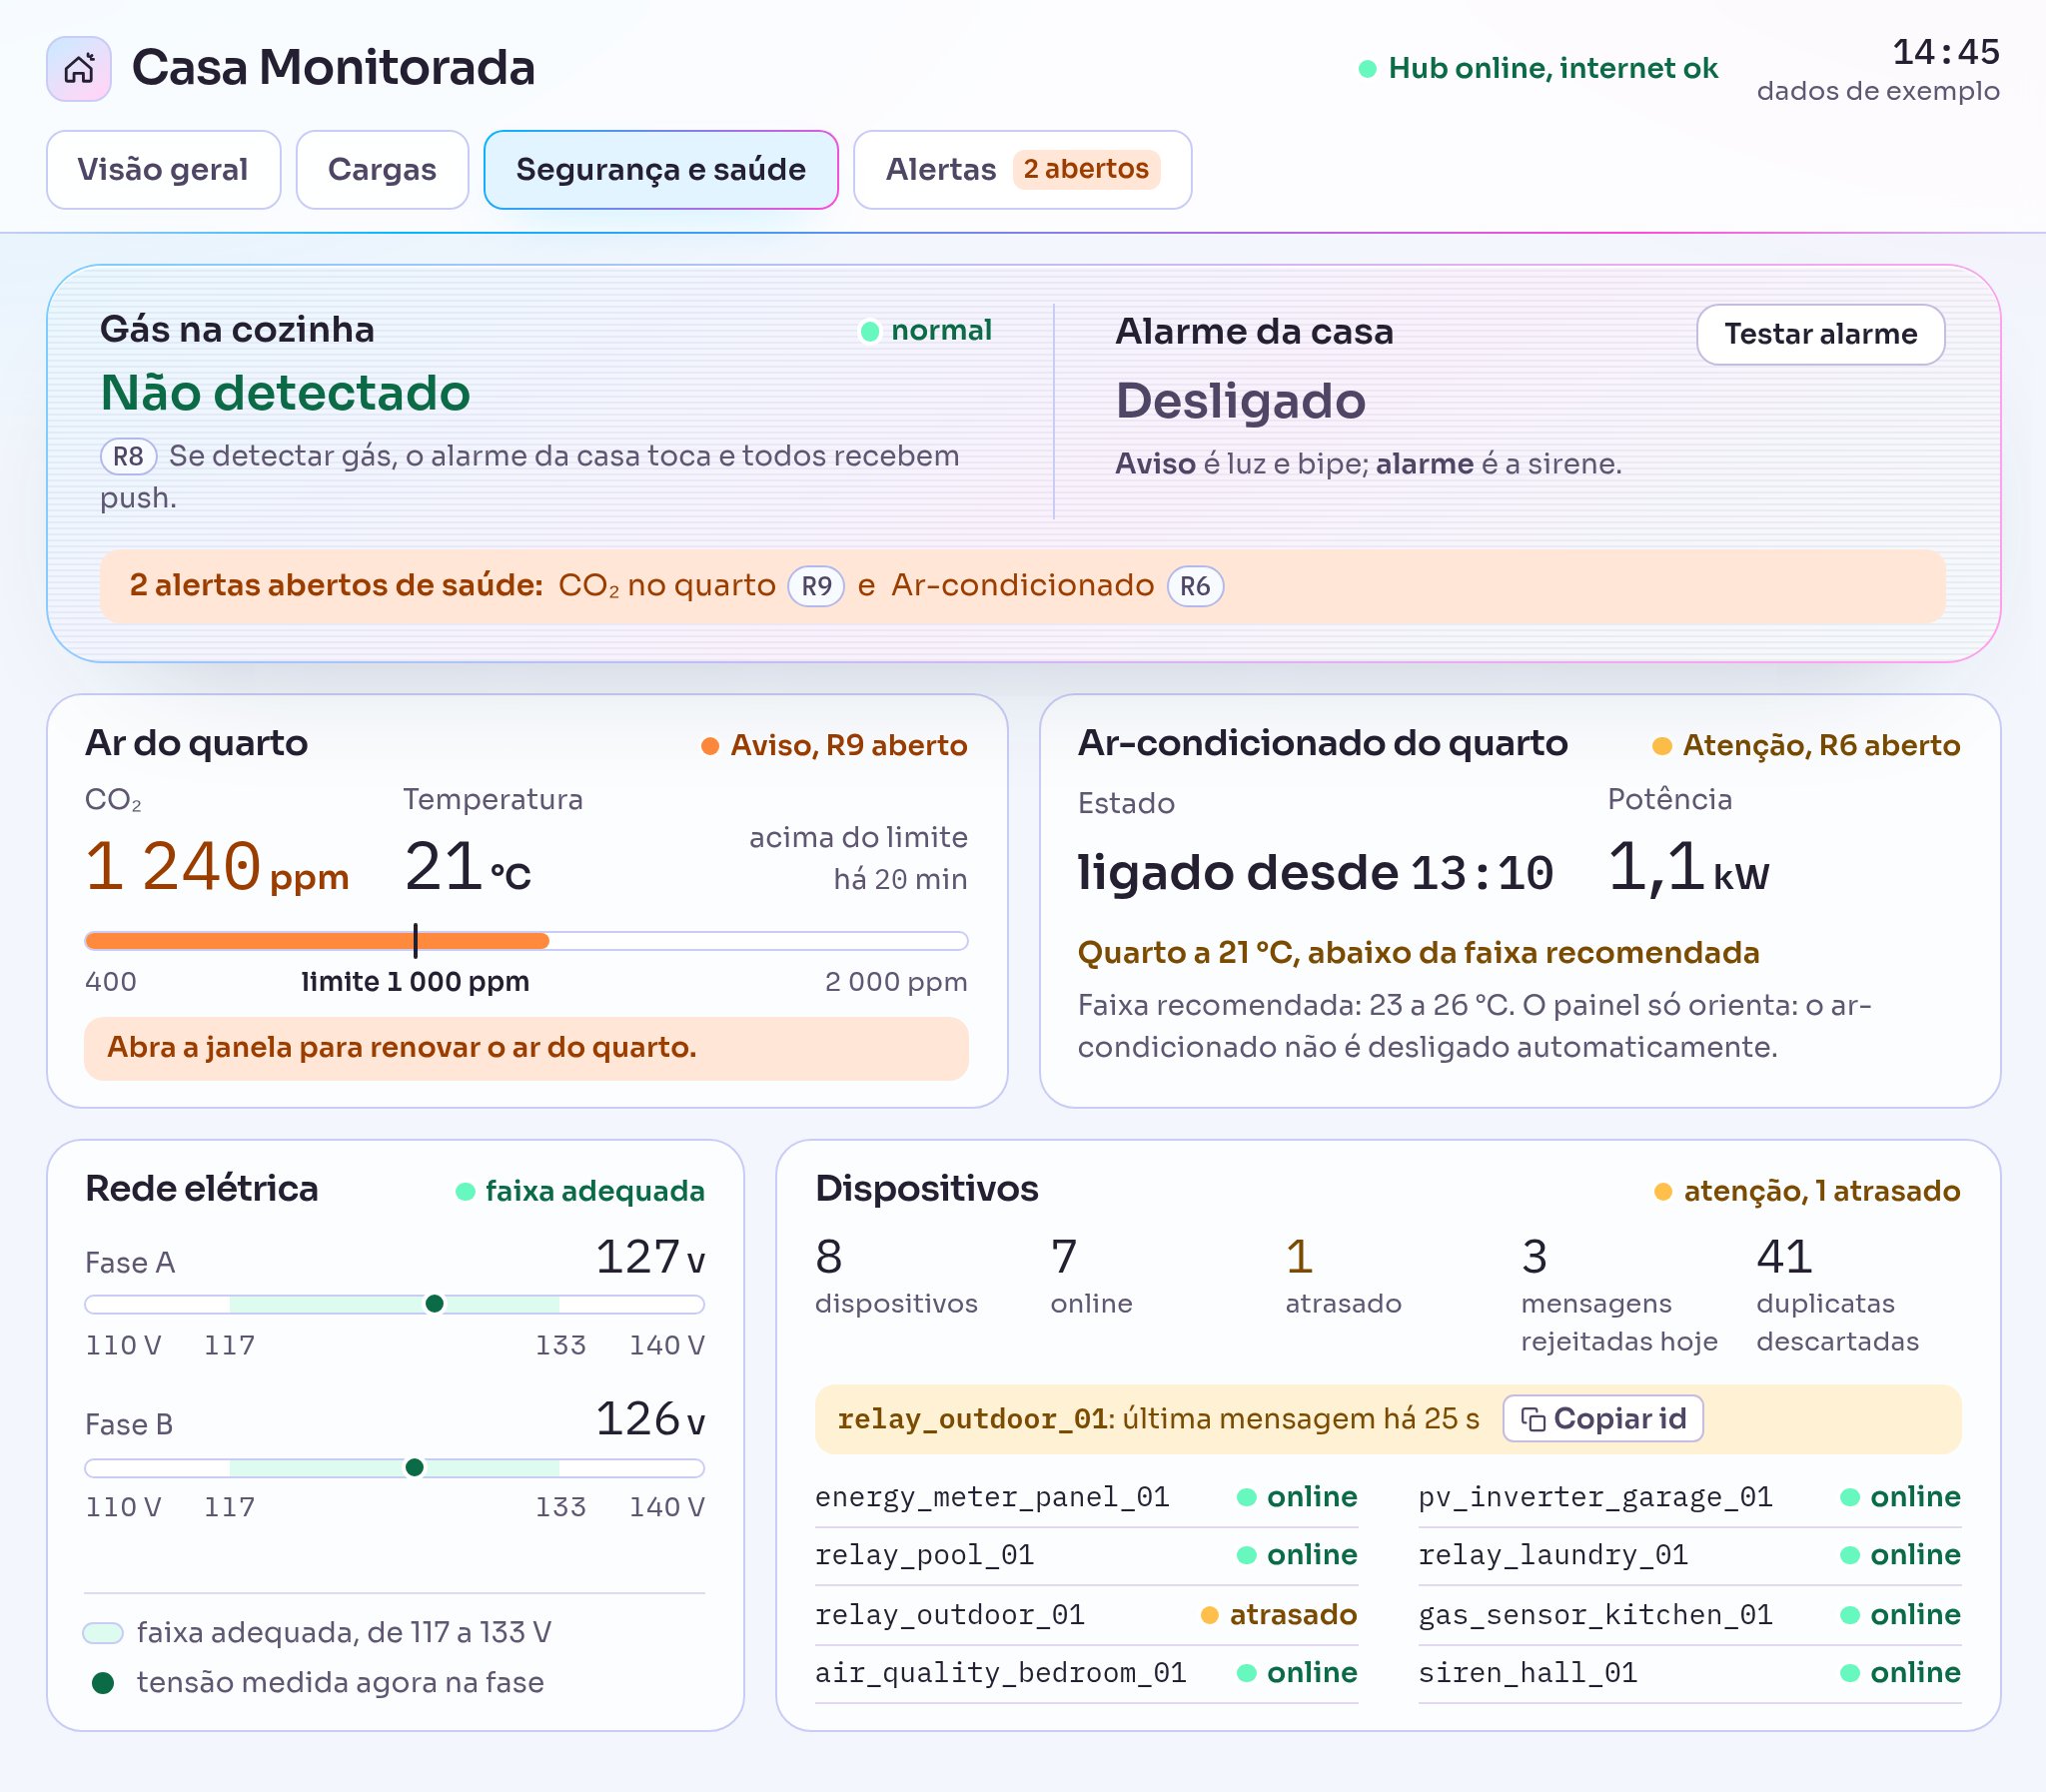 Casa Monitorada
Hub online, internet ok
14:45
dados de exemplo
Visão geral
Cargas
Segurança e saúde
Alertas 2 abertos
Gás na cozinha
normal
Não detectado
R8 Se detectar gás, o alarme da casa toca e todos recebem
push.
Alarme da casa
Testar alarme
Desligado
Aviso é luz e bipe; alarme é a sirene.
2 alertas abertos de saúde: CO₂ no quarto R9 e Ar-condicionado R6
Ar do quarto
Aviso, R9 aberto
CO₂
1 240 ppm
Temperatura
21 °C
acima do limite
há 20 min
400
limite 1 000 ppm
2 000 ppm
Abra a janela para renovar o ar do quarto.
Ar-condicionado do quarto
Atenção, R6 aberto
Estado
ligado desde 13:10
Potência
1,1 kW
Quarto a 21 °C, abaixo da faixa recomendada
Faixa recomendada: 23 a 26 °C. O painel só orienta: o ar-
condicionado não é desligado automaticamente.
Rede elétrica
faixa adequada
Fase A
127 V
110 V 117 133 140 V
Fase B
126 V
110 V 117 133 140 V
faixa adequada, de 117 a 133 V
tensão medida agora na fase
Dispositivos
atenção, 1 atrasado
8
dispositivos
7
online
1
atrasado
3
mensagens
rejeitadas hoje
41
duplicatas
descartadas
relay_outdoor_01: última mensagem há 25 s Copiar id
energy_meter_panel_01 online
pv_inverter_garage_01 online
relay_pool_01 online
relay_laundry_01 online
relay_outdoor_01 atrasado
gas_sensor_kitchen_01 online
air_quality_bedroom_01 online
siren_hall_01 online